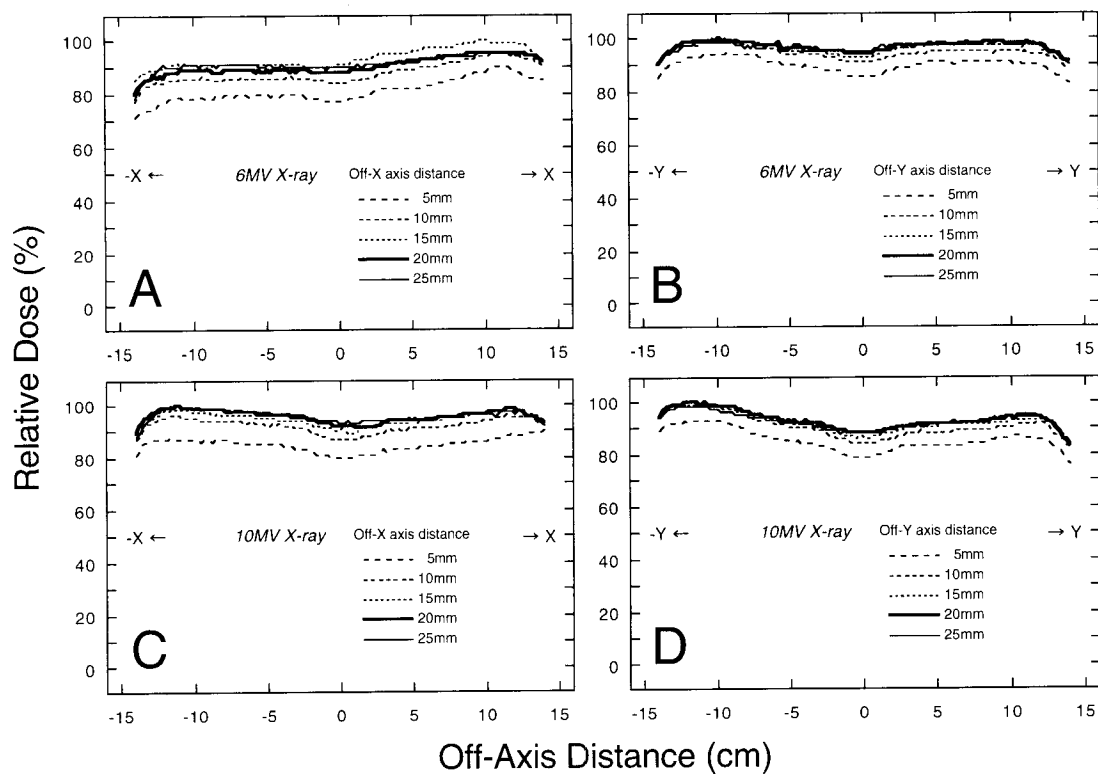 Relative Dose (%)
100
80
60
40
20
0
-X ←
6MV X-ray
Off-X axis distance
→ X
5mm
10mm
15mm
20mm
25mm
A
-15
-10
-5
0
5
10
15
100
80
60
40
20
0
-Y ←
6MV X-ray
Off-Y axis distance
→ Y
5mm
10mm
15mm
20mm
25mm
B
-15
-10
-5
0
5
10
15
100
80
60
40
20
0
-X ←
10MV X-ray
Off-X axis distance
→ X
5mm
10mm
15mm
20mm
25mm
C
-15
-10
-5
0
5
10
15
100
80
60
40
20
0
-Y ←
10MV X-ray
Off-Y axis distance
→ Y
5mm
10mm
15mm
20mm
25mm
D
-15
-10
-5
0
5
10
15
Off-Axis Distance (cm)